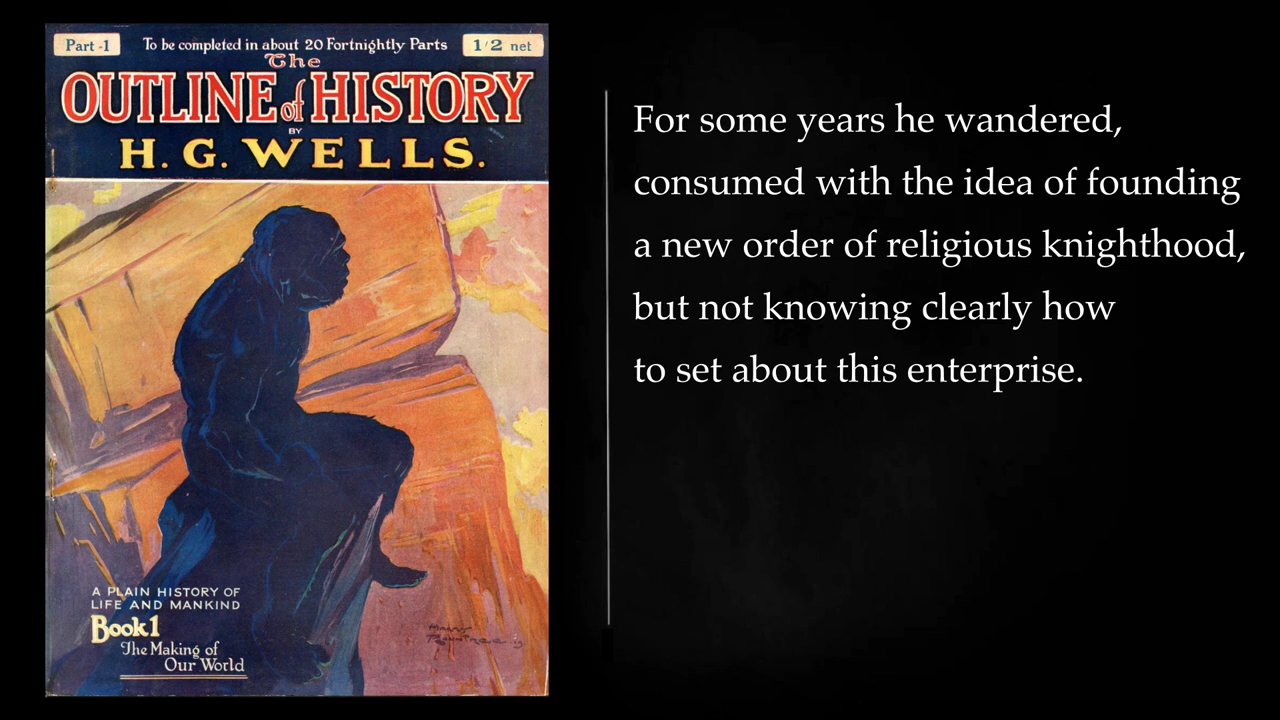 Part -1
To be completed in about 20 Fortnightly Parts
1/2 net
The
OUTLINE of HISTORY
BY
H. G. WELLS.
A PLAIN HISTORY OF
LIFE AND MANKIND
Book 1
The Making of
Our World
For some years he wandered,
consumed with the idea of founding
a new order of religious knighthood,
but not knowing clearly how
to set about this enterprise.